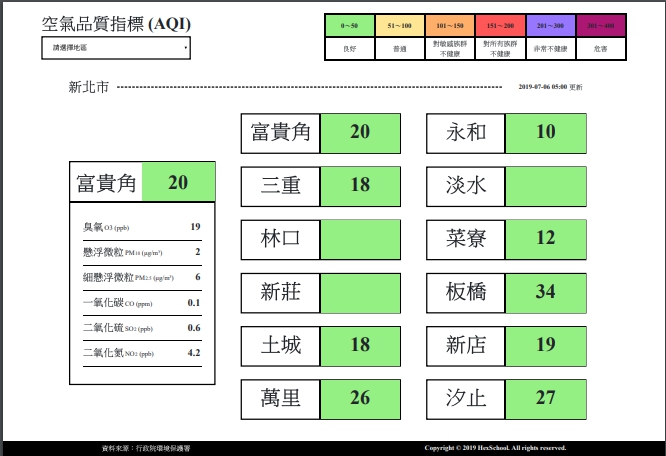 空氣品質指標 (AQI)
請選擇地區
0～50 51～100 101～150 151～200 201～300 301～400
良好 普通 對敏感族群不健康 對所有族群不健康 非常不健康 危害
新北市
2019-07-06 05:00 更新
富貴角 20
臭氧 O3 (ppb) 19
懸浮微粒 PM10 (μg/m³) 2
細懸浮微粒 PM2.5 (μg/m³) 6
一氧化碳 CO (ppm) 0.1
二氧化硫 SO2 (ppb) 0.6
二氧化氮 NO2 (ppb) 4.2
富貴角 20 永和 10
三重 18 淡水
林口 菜寮 12
新莊 板橋 34
土城 18 新店 19
萬里 26 汐止 27
資料來源：行政院環境保護署
Copyright © 2019 HexSchool. All rights reserved.